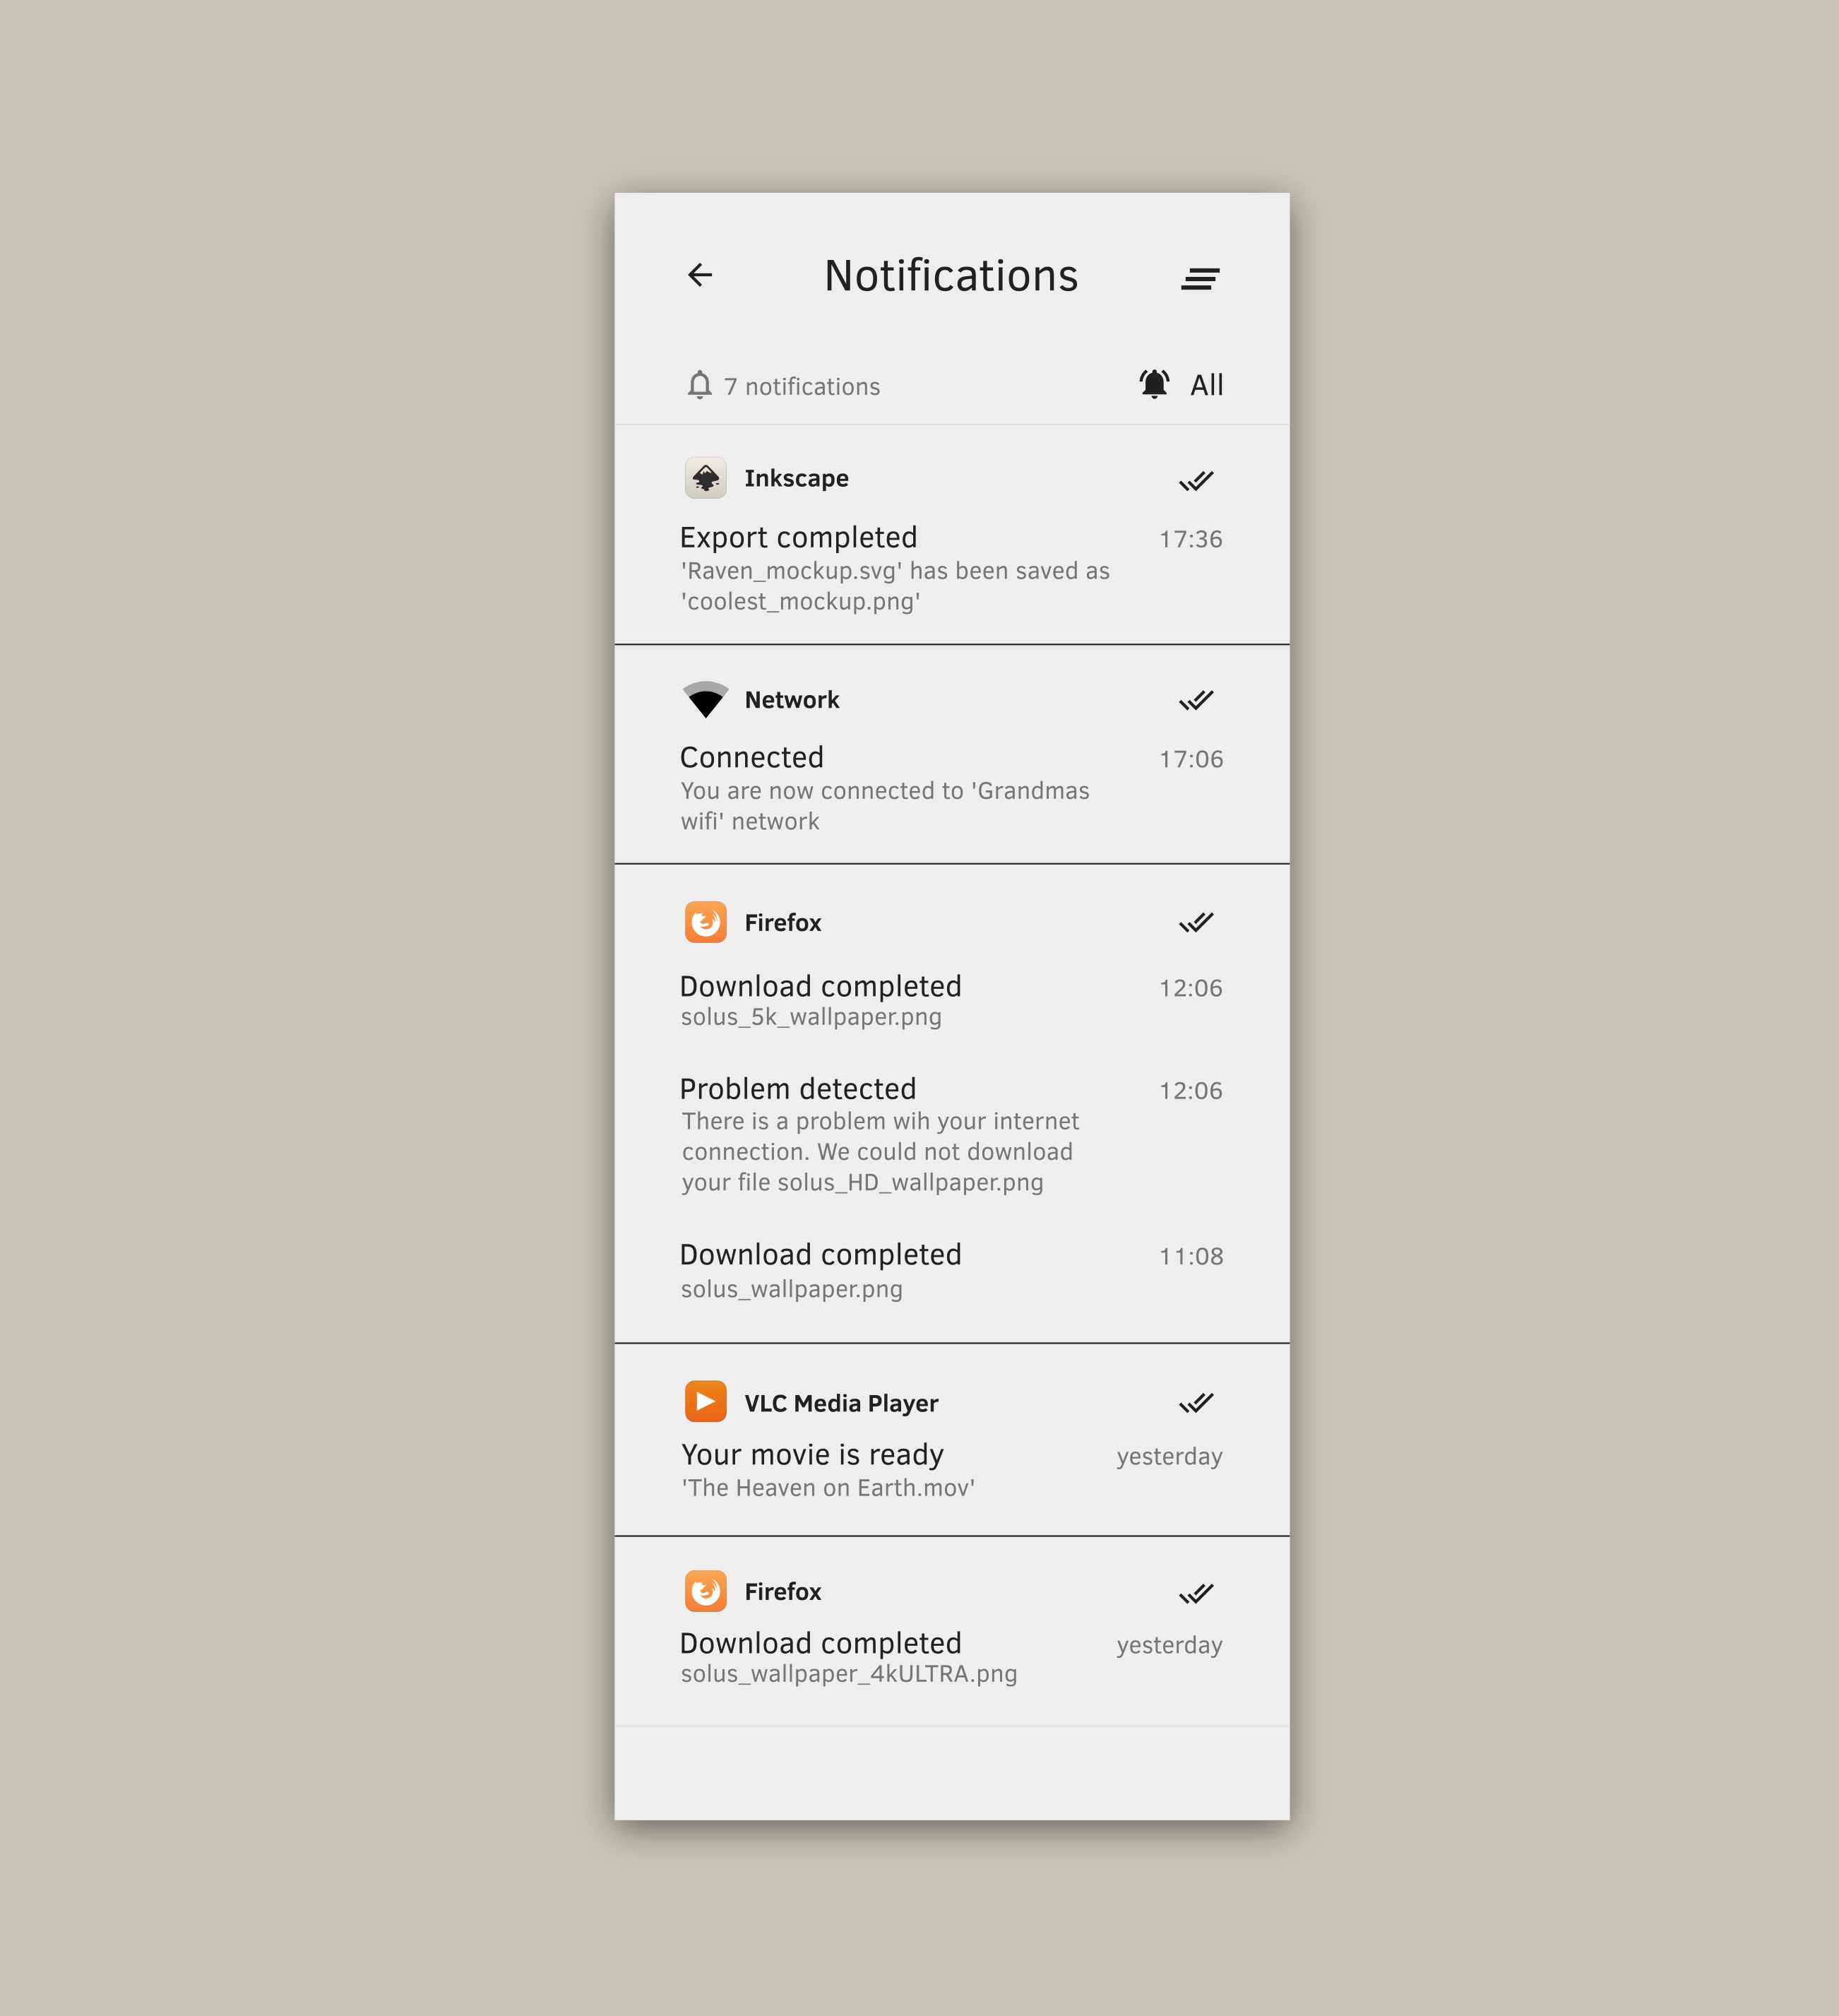 Notifications
7 notifications
All
Inkscape
Export completed
17:36
'Raven_mockup.svg' has been saved as
'coolest_mockup.png'
Network
Connected
17:06
You are now connected to 'Grandmas
wifi' network
Firefox
Download completed
12:06
solus_5k_wallpaper.png
Problem detected
12:06
There is a problem wih your internet
connection. We could not download
your file solus_HD_wallpaper.png
Download completed
11:08
solus_wallpaper.png
VLC Media Player
Your movie is ready
yesterday
'The Heaven on Earth.mov'
Firefox
Download completed
yesterday
solus_wallpaper_4kULTRA.png